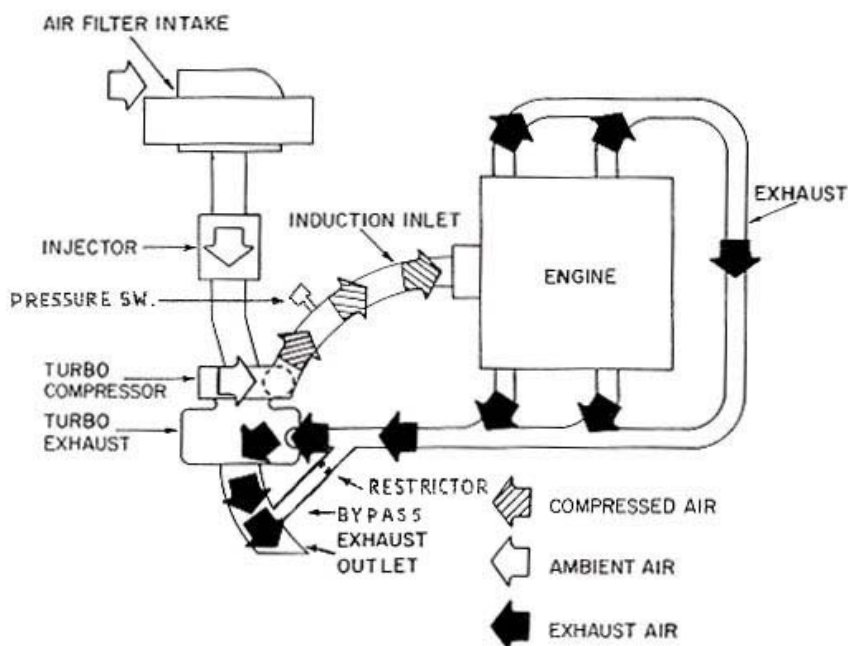 AIR FILTER INTAKE
INDUCTION INLET
EXHAUST
INJECTOR
ENGINE
PRESSURE SW.
TURBO
COMPRESSOR
TURBO
EXHAUST
RESTRICTOR
BYPASS
EXHAUST
OUTLET
COMPRESSED AIR
AMBIENT AIR
EXHAUST AIR